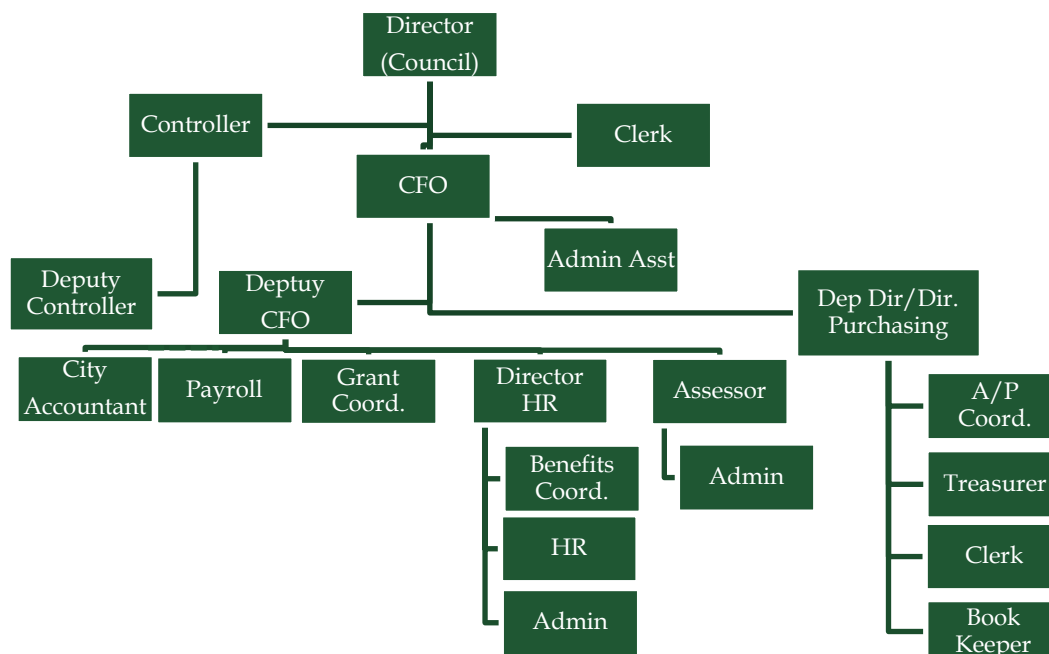 Director
(Council)
Controller
Clerk
CFO
Admin Asst
Deputy
Controller
Deptuy
CFO
Dep Dir/Dir.
Purchasing
City
Accountant
Payroll
Grant
Coord.
Director
HR
Assessor
A/P
Coord.
Benefits
Coord.
Admin
Treasurer
HR
Clerk
Admin
Book
Keeper